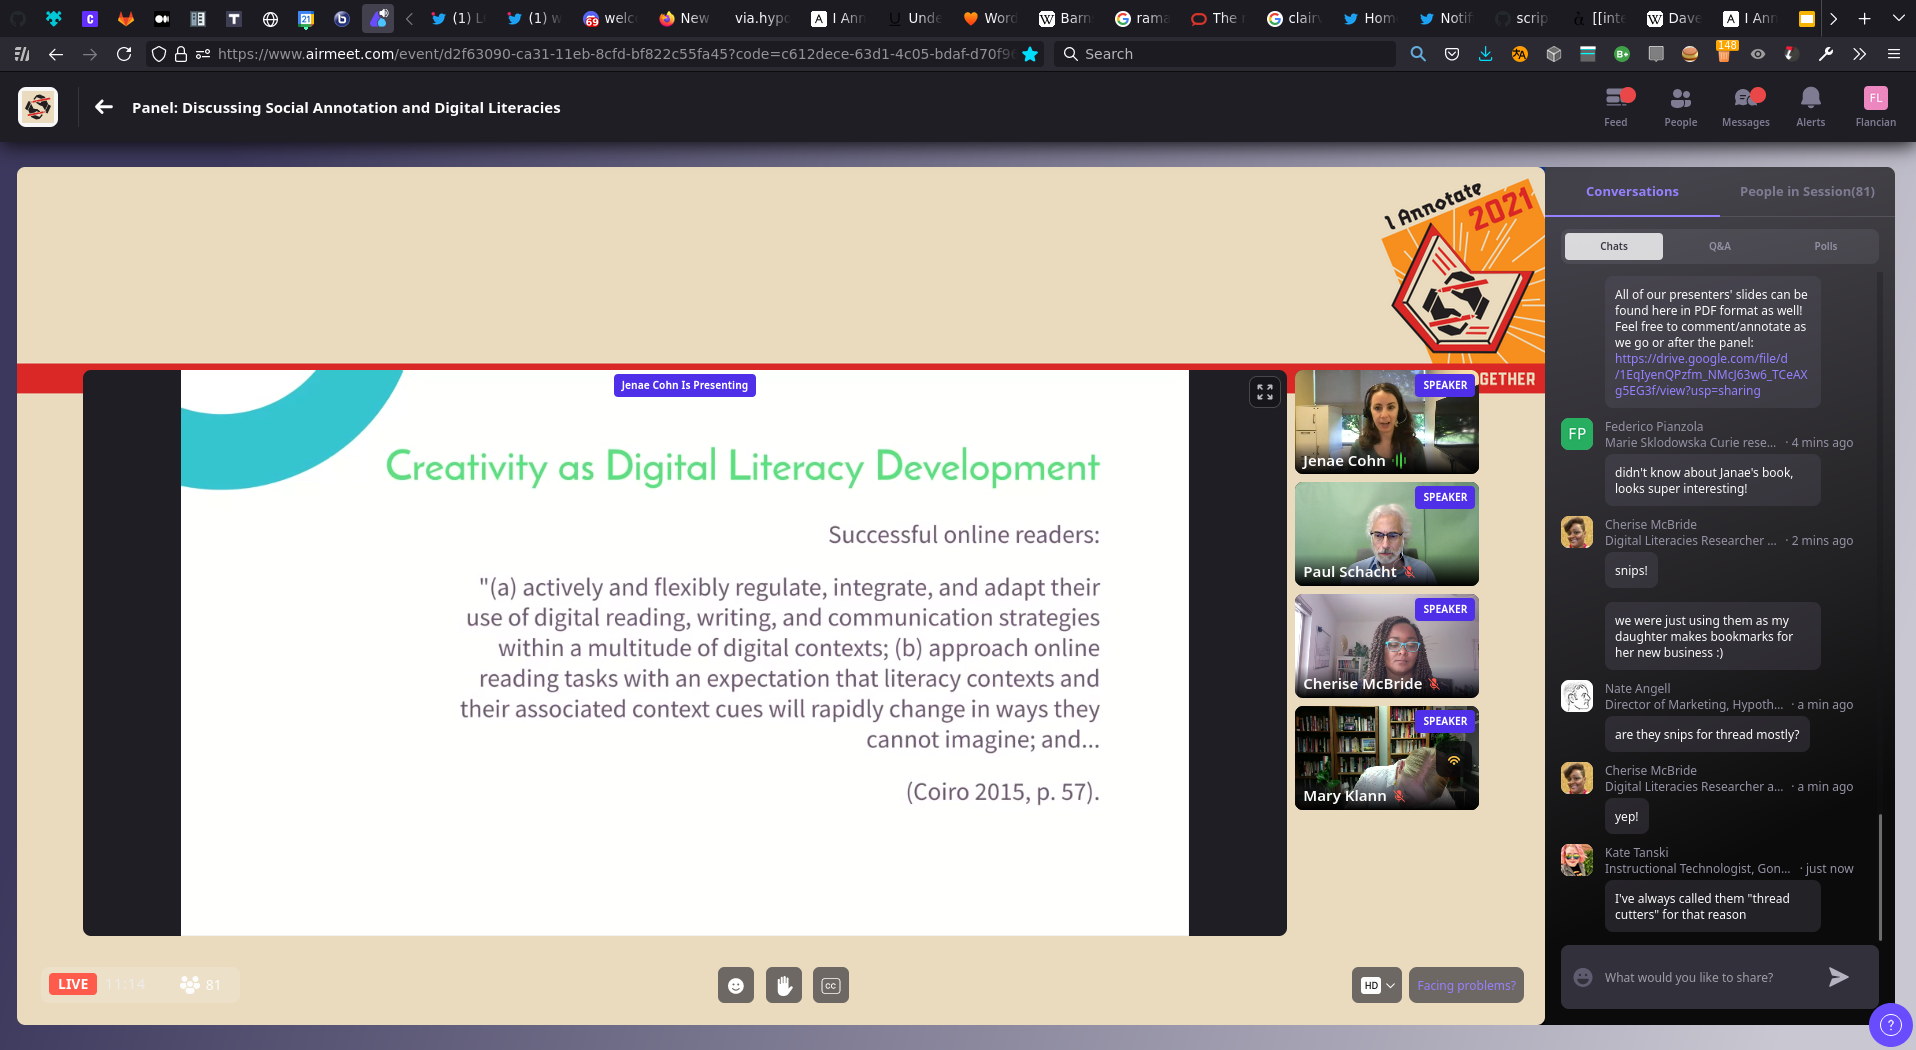 (1) L
(1) w
welc
New
via.hypo
I Ann
Unde
Word
Barn
rama
The r
clairv
Hom
Notif
scrip
[[inte
Dave
I Ann
https://www.airmeet.com/event/d2f63090-ca31-11eb-8cfd-bf822c55fa45?code=c612dece-63d1-4c05-bdaf-d70f9
Search
148
Panel: Discussing Social Annotation and Digital Literacies
Feed
People
Messages
Alerts
FL
Flancian
I Annotate
2021
GETHER
Jenae Cohn Is Presenting
Creativity as Digital Literacy Development
Successful online readers:
"(a) actively and flexibly regulate, integrate, and adapt their
use of digital reading, writing, and communication strategies
within a multitude of digital contexts; (b) approach online
reading tasks with an expectation that literacy contexts and
their associated context cues will rapidly change in ways they
cannot imagine; and...
(Coiro 2015, p. 57).
SPEAKER
Jenae Cohn
SPEAKER
Paul Schacht
SPEAKER
Cherise McBride
SPEAKER
Mary Klann
LIVE
11:14
81
CC
HD
Facing problems?
Conversations
People in Session(81)
Chats
Q&A
Polls
All of our presenters' slides can be
found here in PDF format as well!
Feel free to comment/annotate as
we go or after the panel:
https://drive.google.com/file/d
/1EqIyenQPzfm_NMcJ63w6_TCeAX
g5EG3f/view?usp=sharing
FP
Federico Pianzola
Marie Sklodowska Curie rese... · 4 mins ago
didn't know about Janae's book,
looks super interesting!
Cherise McBride
Digital Literacies Researcher ... · 2 mins ago
snips!
we were just using them as my
daughter makes bookmarks for
her new business :)
Nate Angell
Director of Marketing, Hypoth... · a min ago
are they snips for thread mostly?
Cherise McBride
Digital Literacies Researcher a... · a min ago
yep!
Kate Tanski
Instructional Technologist, Gon... · just now
I've always called them "thread
cutters" for that reason
What would you like to share?